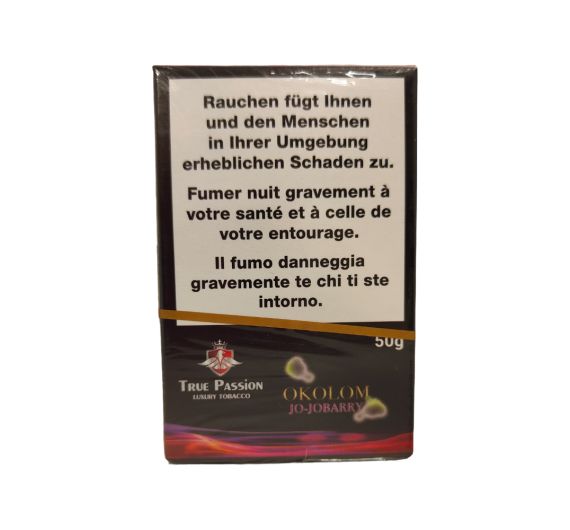 Rauchen fügt Ihnen
und den Menschen
in Ihrer Umgebung
erheblichen Schaden zu.
Fumer nuit gravement à
votre santé et à celle de
votre entourage.
Il fumo danneggia
gravemente te chi ti ste
intorno.
50g
TRUE PASSION
LUXURY TOBACCO
OKOLOM
JO-JOBARRY